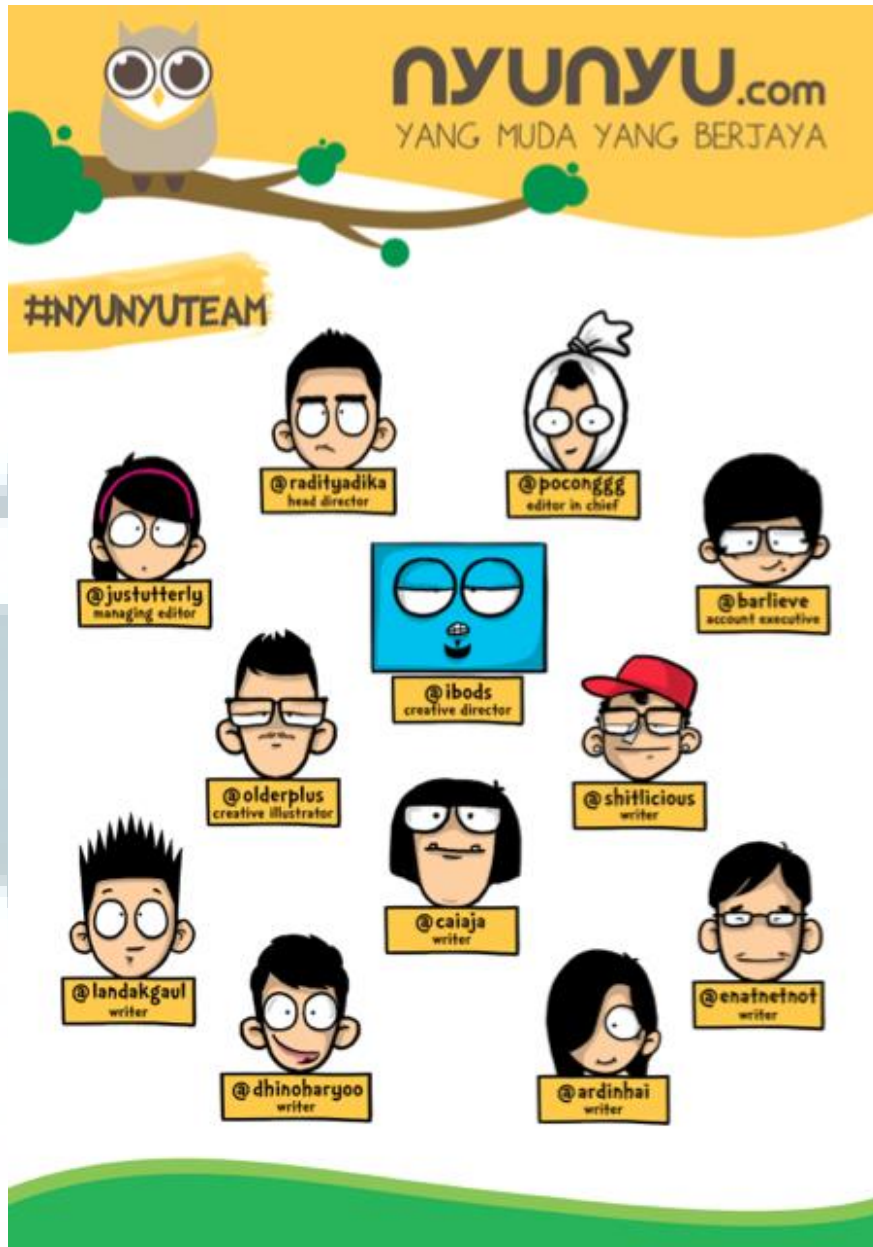 nyunyu.com
YANG MUDA YANG BERJAYA
#NYUNYUTEAM
@radityadika
head director
@poconggg
editor in chief
@justutterly
managing editor
@barlieve
account executive
@ibods
creative director
@olderplus
creative illustrator
@shitlicious
writer
@caiaja
writer
@landakgaul
writer
@enatnetnot
writer
@dhinoharyoo
writer
@ardinhai
writer